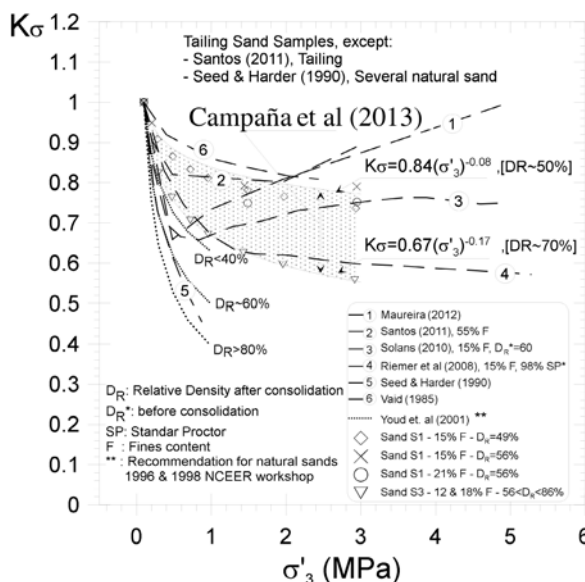 Kσ
1.2
1.1
1
0.9
0.8
0.7
0.6
0.5
0.4
0.3
0.2
0.1
0
Tailing Sand Samples, except:
- Santos (2011), Tailing
- Seed & Harder (1990), Several natural sand
Campaña et al (2013)
1
6
2
Kσ=0.84(σ'3)-0.08 ,[DR~50%]
3
Kσ=0.67(σ'3)-0.17 ,[DR~70%]
4
DR<40%
5
DR~60%
DR>80%
DR: Relative Density after consolidation
DR*: before consolidation
SP: Standar Proctor
F : Fines content
** : Recommendation for natural sands
1996 & 1998 NCEER workshop
1 Maureira (2012)
2 Santos (2011), 55% F
3 Solans (2010), 15% F, DR*=60
4 Riemer et al (2008), 15% F, 98% SP*
5 Seed & Harder (1990)
6 Vaid (1985)
Youd et. al (2001) **
Sand S1 - 15% F - DR=49%
Sand S1 - 15% F - DR=56%
Sand S1 - 21% F - DR=56%
Sand S3 - 12 & 18% F - 56<DR<86%
0 1 2 3 4 5 6
σ'3 (MPa)